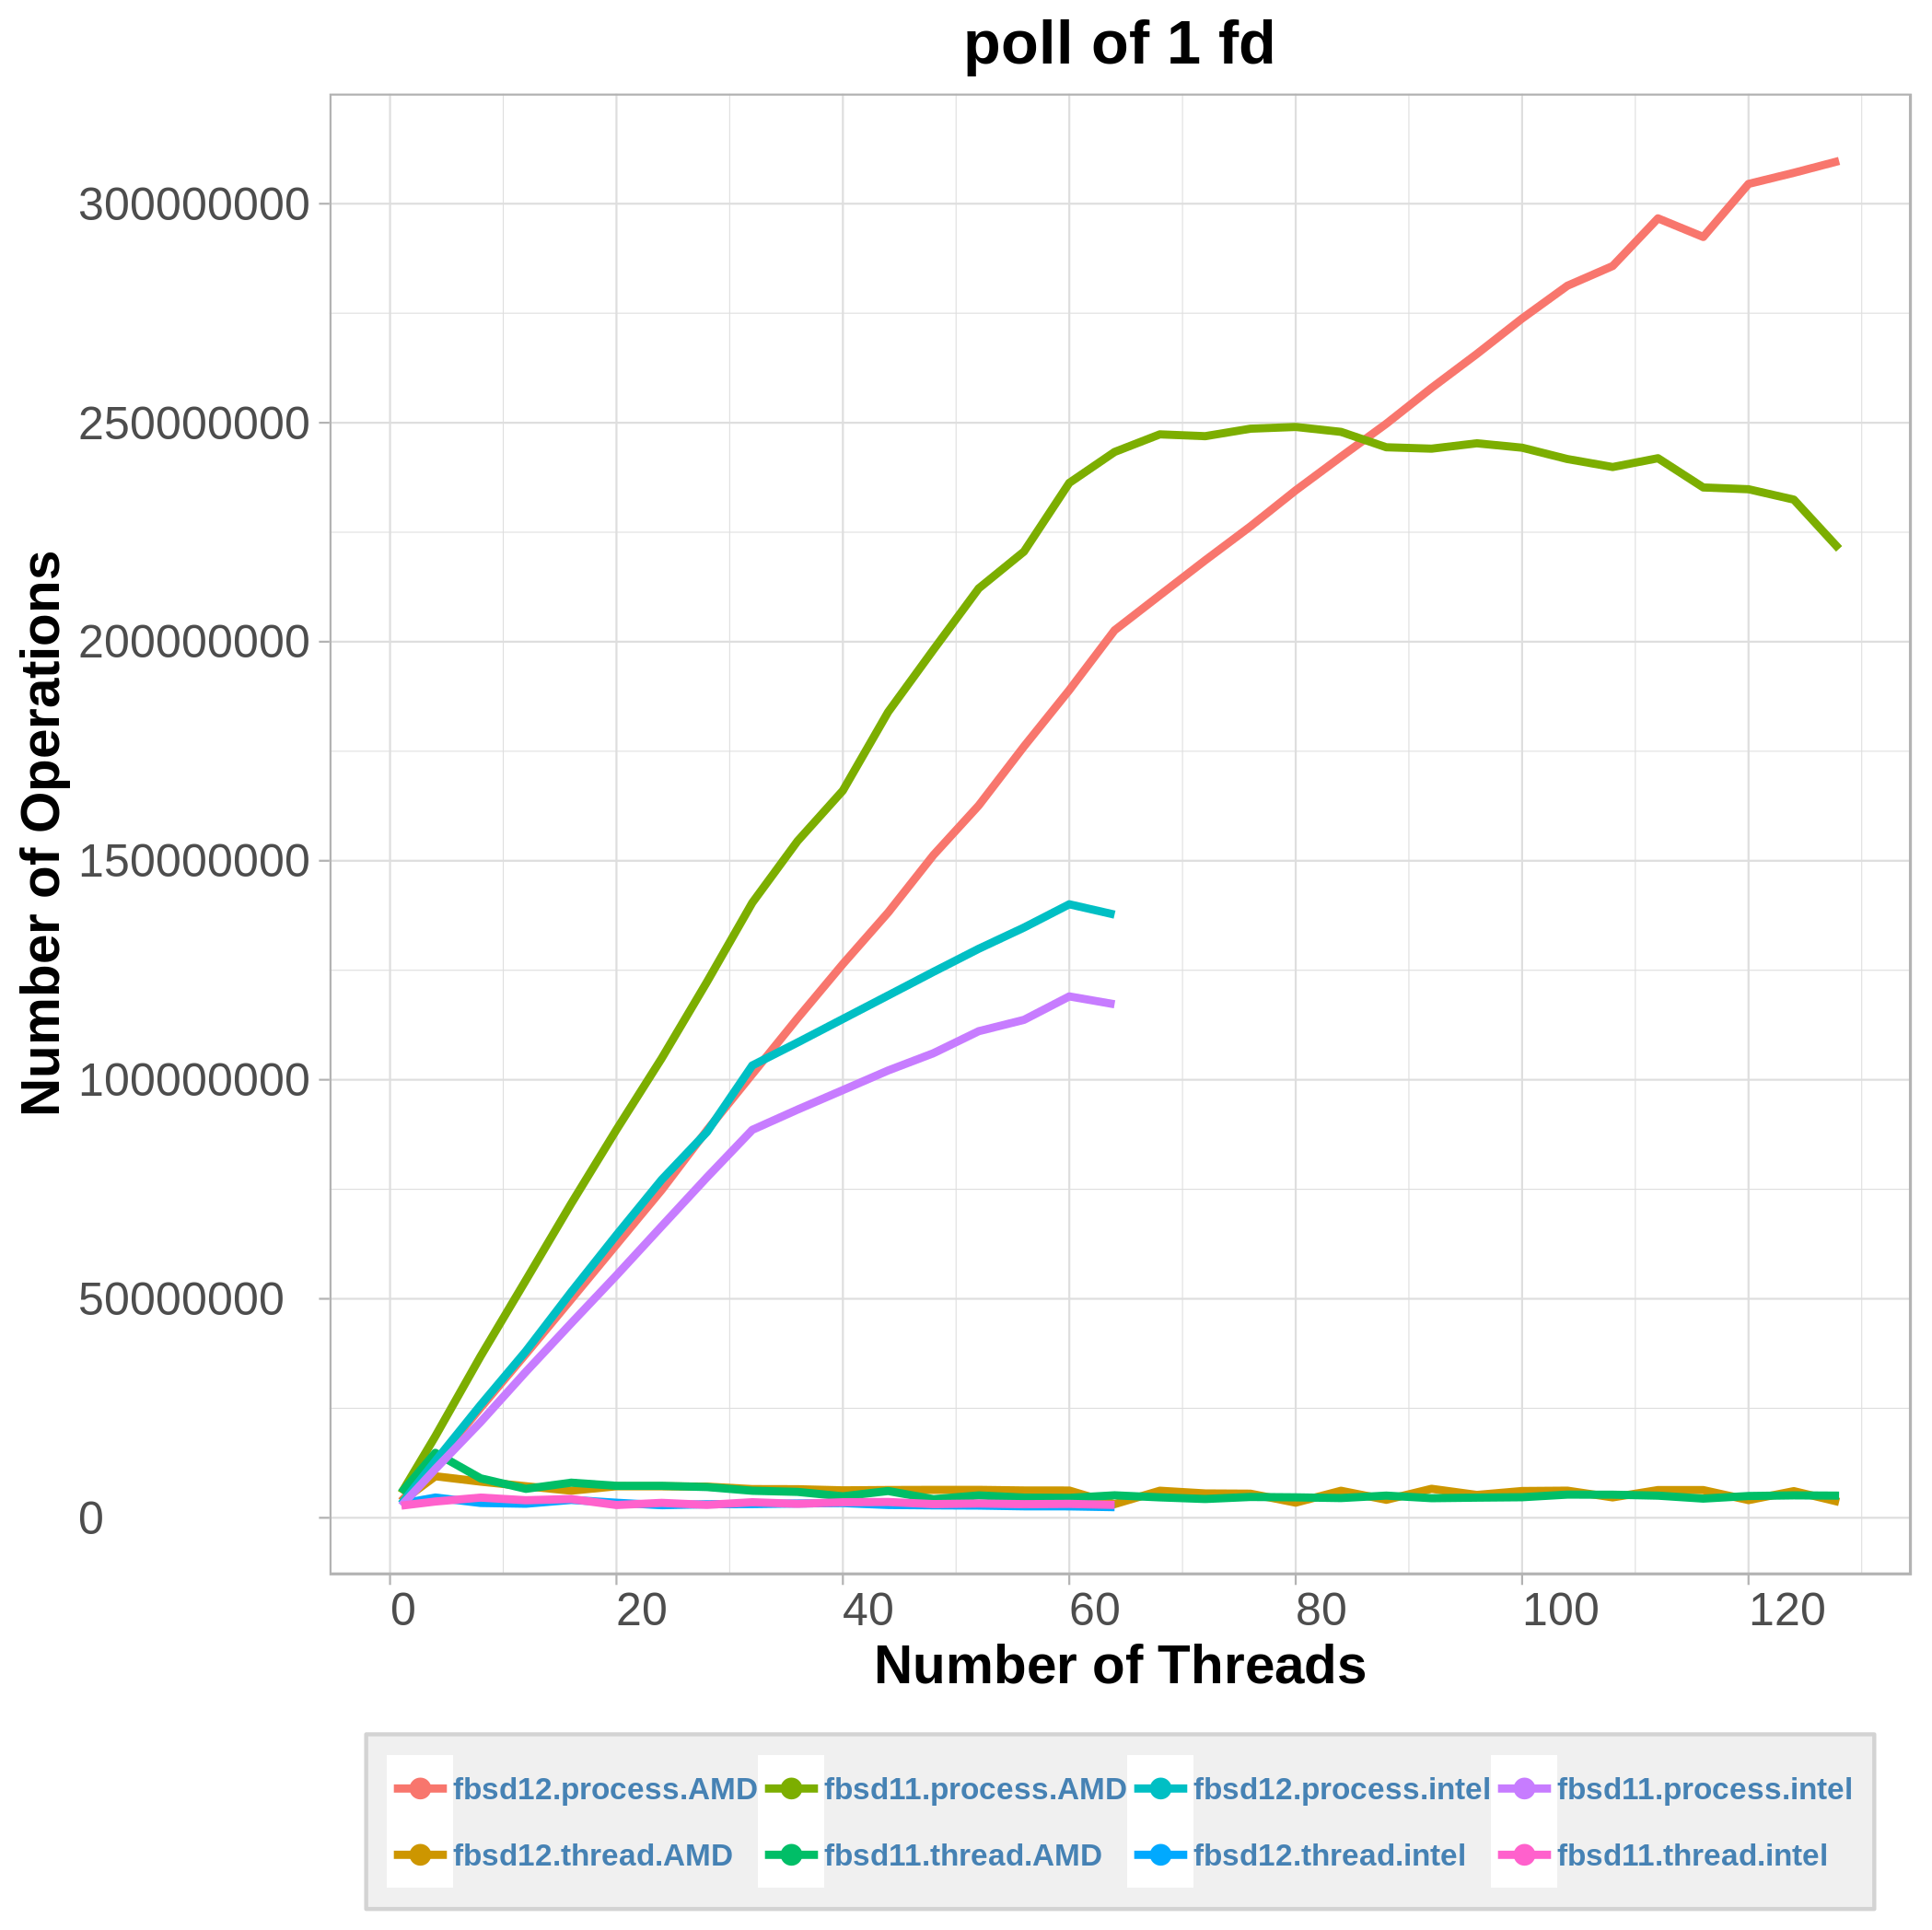 poll of 1 fd
Number of Operations
300000000
250000000
200000000
150000000
100000000
50000000
0
0 20 40 60 80 100 120
Number of Threads
fbsd12.process.AMD fbsd11.process.AMD fbsd12.process.intel fbsd11.process.intel
fbsd12.thread.AMD fbsd11.thread.AMD fbsd12.thread.intel fbsd11.thread.intel